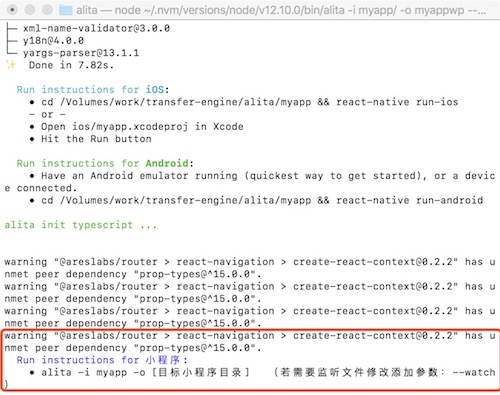 alita — node ~/.nvm/versions/node/v12.10.0/bin/alita -i myapp/ -o myappwp --...
├─ xml-name-validator@3.0.0
├─ y18n@4.0.0
└─ yargs-parser@13.1.1
✨  Done in 7.82s.
Run instructions for iOS:
• cd /Volumes/work/transfer-engine/alita/myapp && react-native run-ios
- or -
• Open ios/myapp.xcodeproj in Xcode
• Hit the Run button
Run instructions for Android:
• Have an Android emulator running (quickest way to get started), or a devic
e connected.
• cd /Volumes/work/transfer-engine/alita/myapp && react-native run-android
alita init typescript ...
warning "@areslabs/router > react-navigation > create-react-context@0.2.2" has u
nmet peer dependency "prop-types@^15.0.0".
warning "@areslabs/router > react-navigation > create-react-context@0.2.2" has u
nmet peer dependency "prop-types@^15.0.0".
warning "@areslabs/router > react-navigation > create-react-context@0.2.2" has u
nmet peer dependency "prop-types@^15.0.0".
warning "@areslabs/router > react-navigation > create-react-context@0.2.2" has u
nmet peer dependency "prop-types@^15.0.0".
Run instructions for 小程序:
• alita -i myapp -o [目标小程序目录] （若需要监听文件修改添加参数: --watch
)